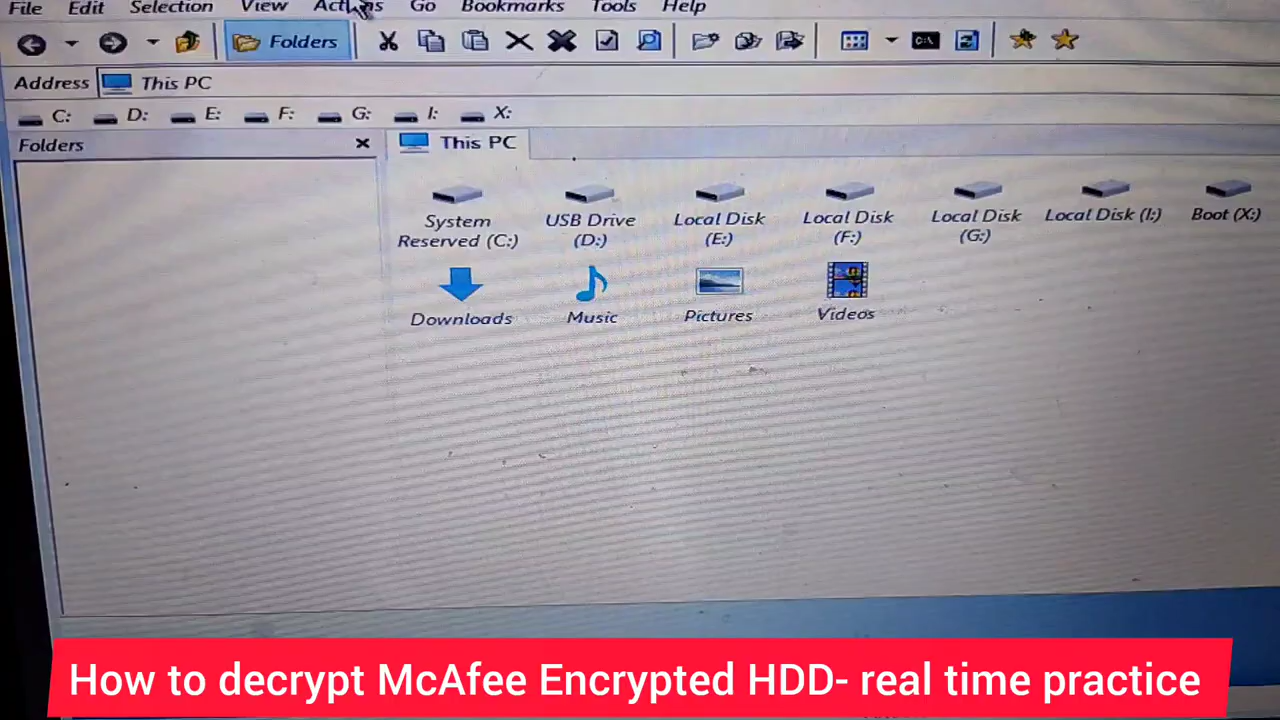 File Edit Selection View Actions Go Bookmarks Tools Help
Folders
C:\
Address This PC
C: D: E: F: G: I: X:
Folders
This PC
System Reserved (C:)
USB Drive (D:)
Local Disk (E:)
Local Disk (F:)
Local Disk (G:)
Local Disk (I:)
Boot (X:)
Downloads
Music
Pictures
Videos
How to decrypt McAfee Encrypted HDD- real time practice